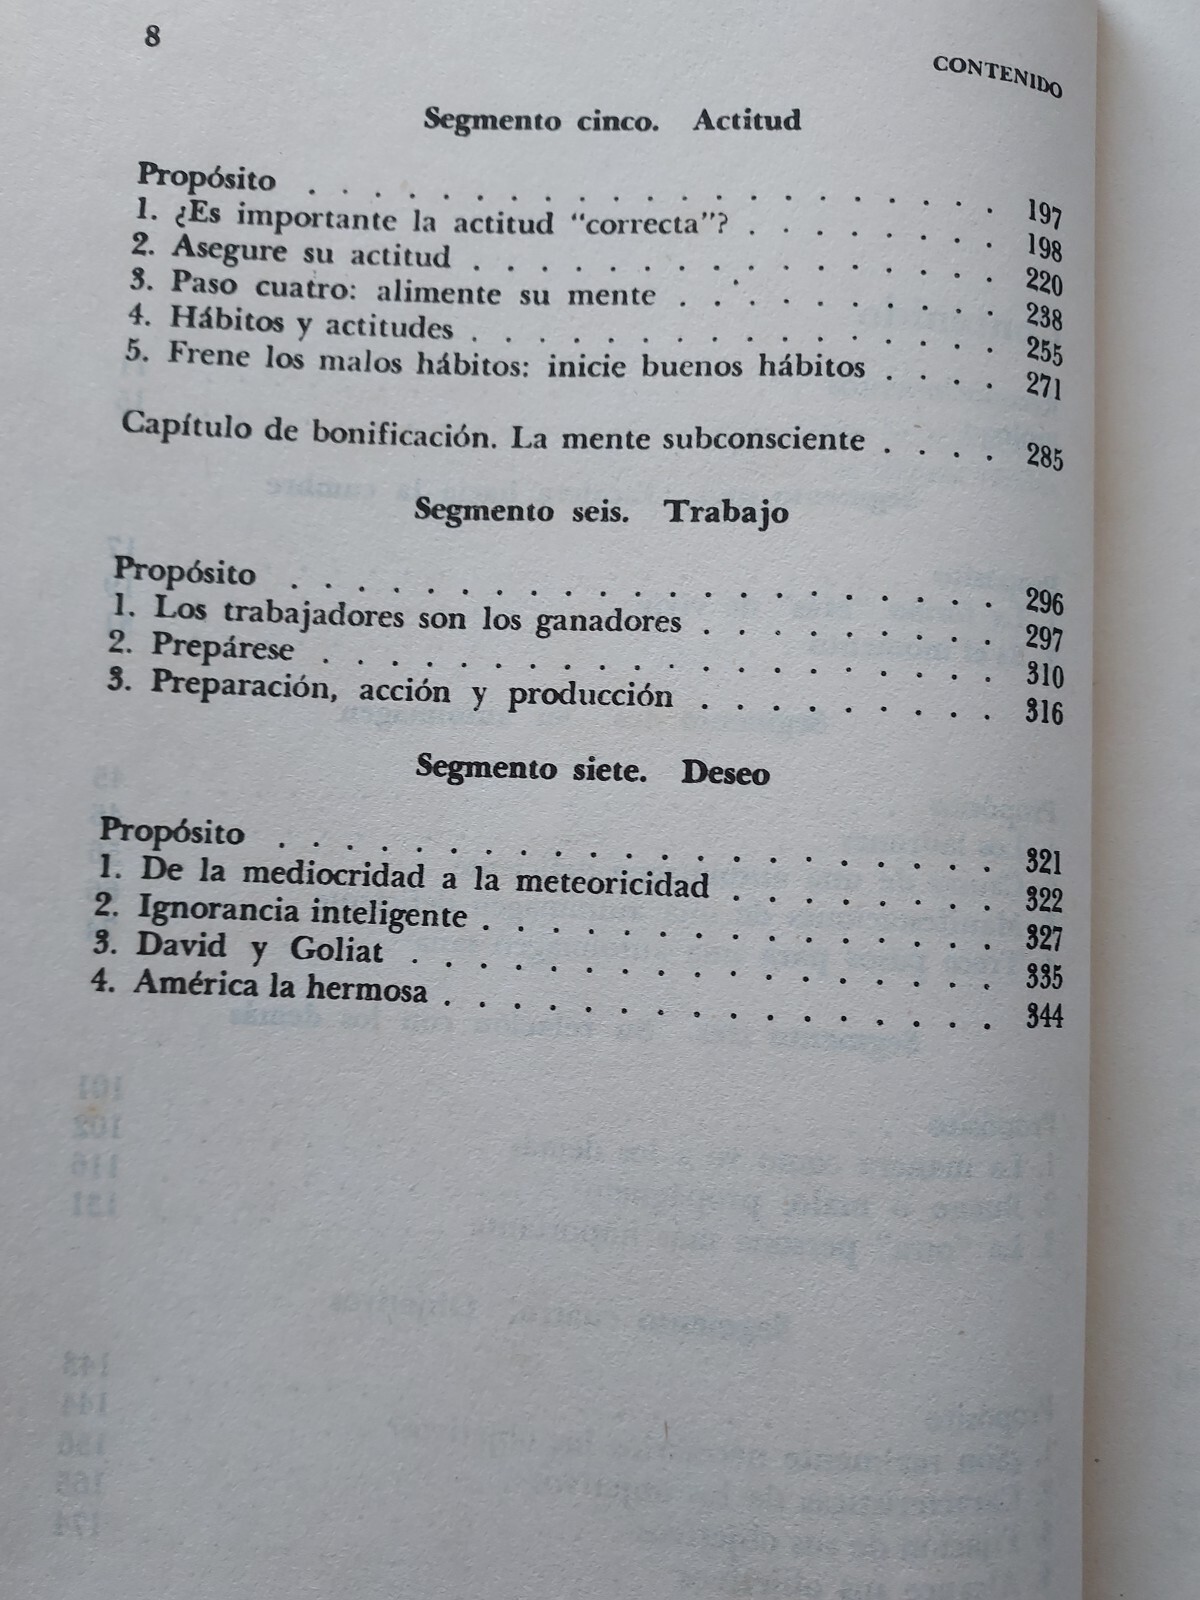 8
CONTENIDO
Segmento cinco. Actitud
Propósito . . . . . . . . . . . . . . . . . . . . . . 197
1. ¿Es importante la actitud “correcta”? . . . . . . . . 198
2. Asegure su actitud . . . . . . . . . . . . . . . . 220
3. Paso cuatro: alimente su mente . . . . . . . . . . 238
4. Hábitos y actitudes . . . . . . . . . . . . . . . . 255
5. Frene los malos hábitos: inicie buenos hábitos . . . . 271
Capítulo de bonificación. La mente subconsciente . . . . 285
Segmento seis. Trabajo
Propósito . . . . . . . . . . . . . . . . . . . . . 296
1. Los trabajadores son los ganadores . . . . . . . . . 297
2. Prepárese . . . . . . . . . . . . . . . . . . . . 310
3. Preparación, acción y producción . . . . . . . . . 316
Segmento siete. Deseo
Propósito . . . . . . . . . . . . . . . . . . . . . 321
1. De la mediocridad a la meteoricidad . . . . . . . . 322
2. Ignorancia inteligente . . . . . . . . . . . . . . . 327
3. David y Goliat . . . . . . . . . . . . . . . . . . 335
4. América la hermosa . . . . . . . . . . . . . . . . 344